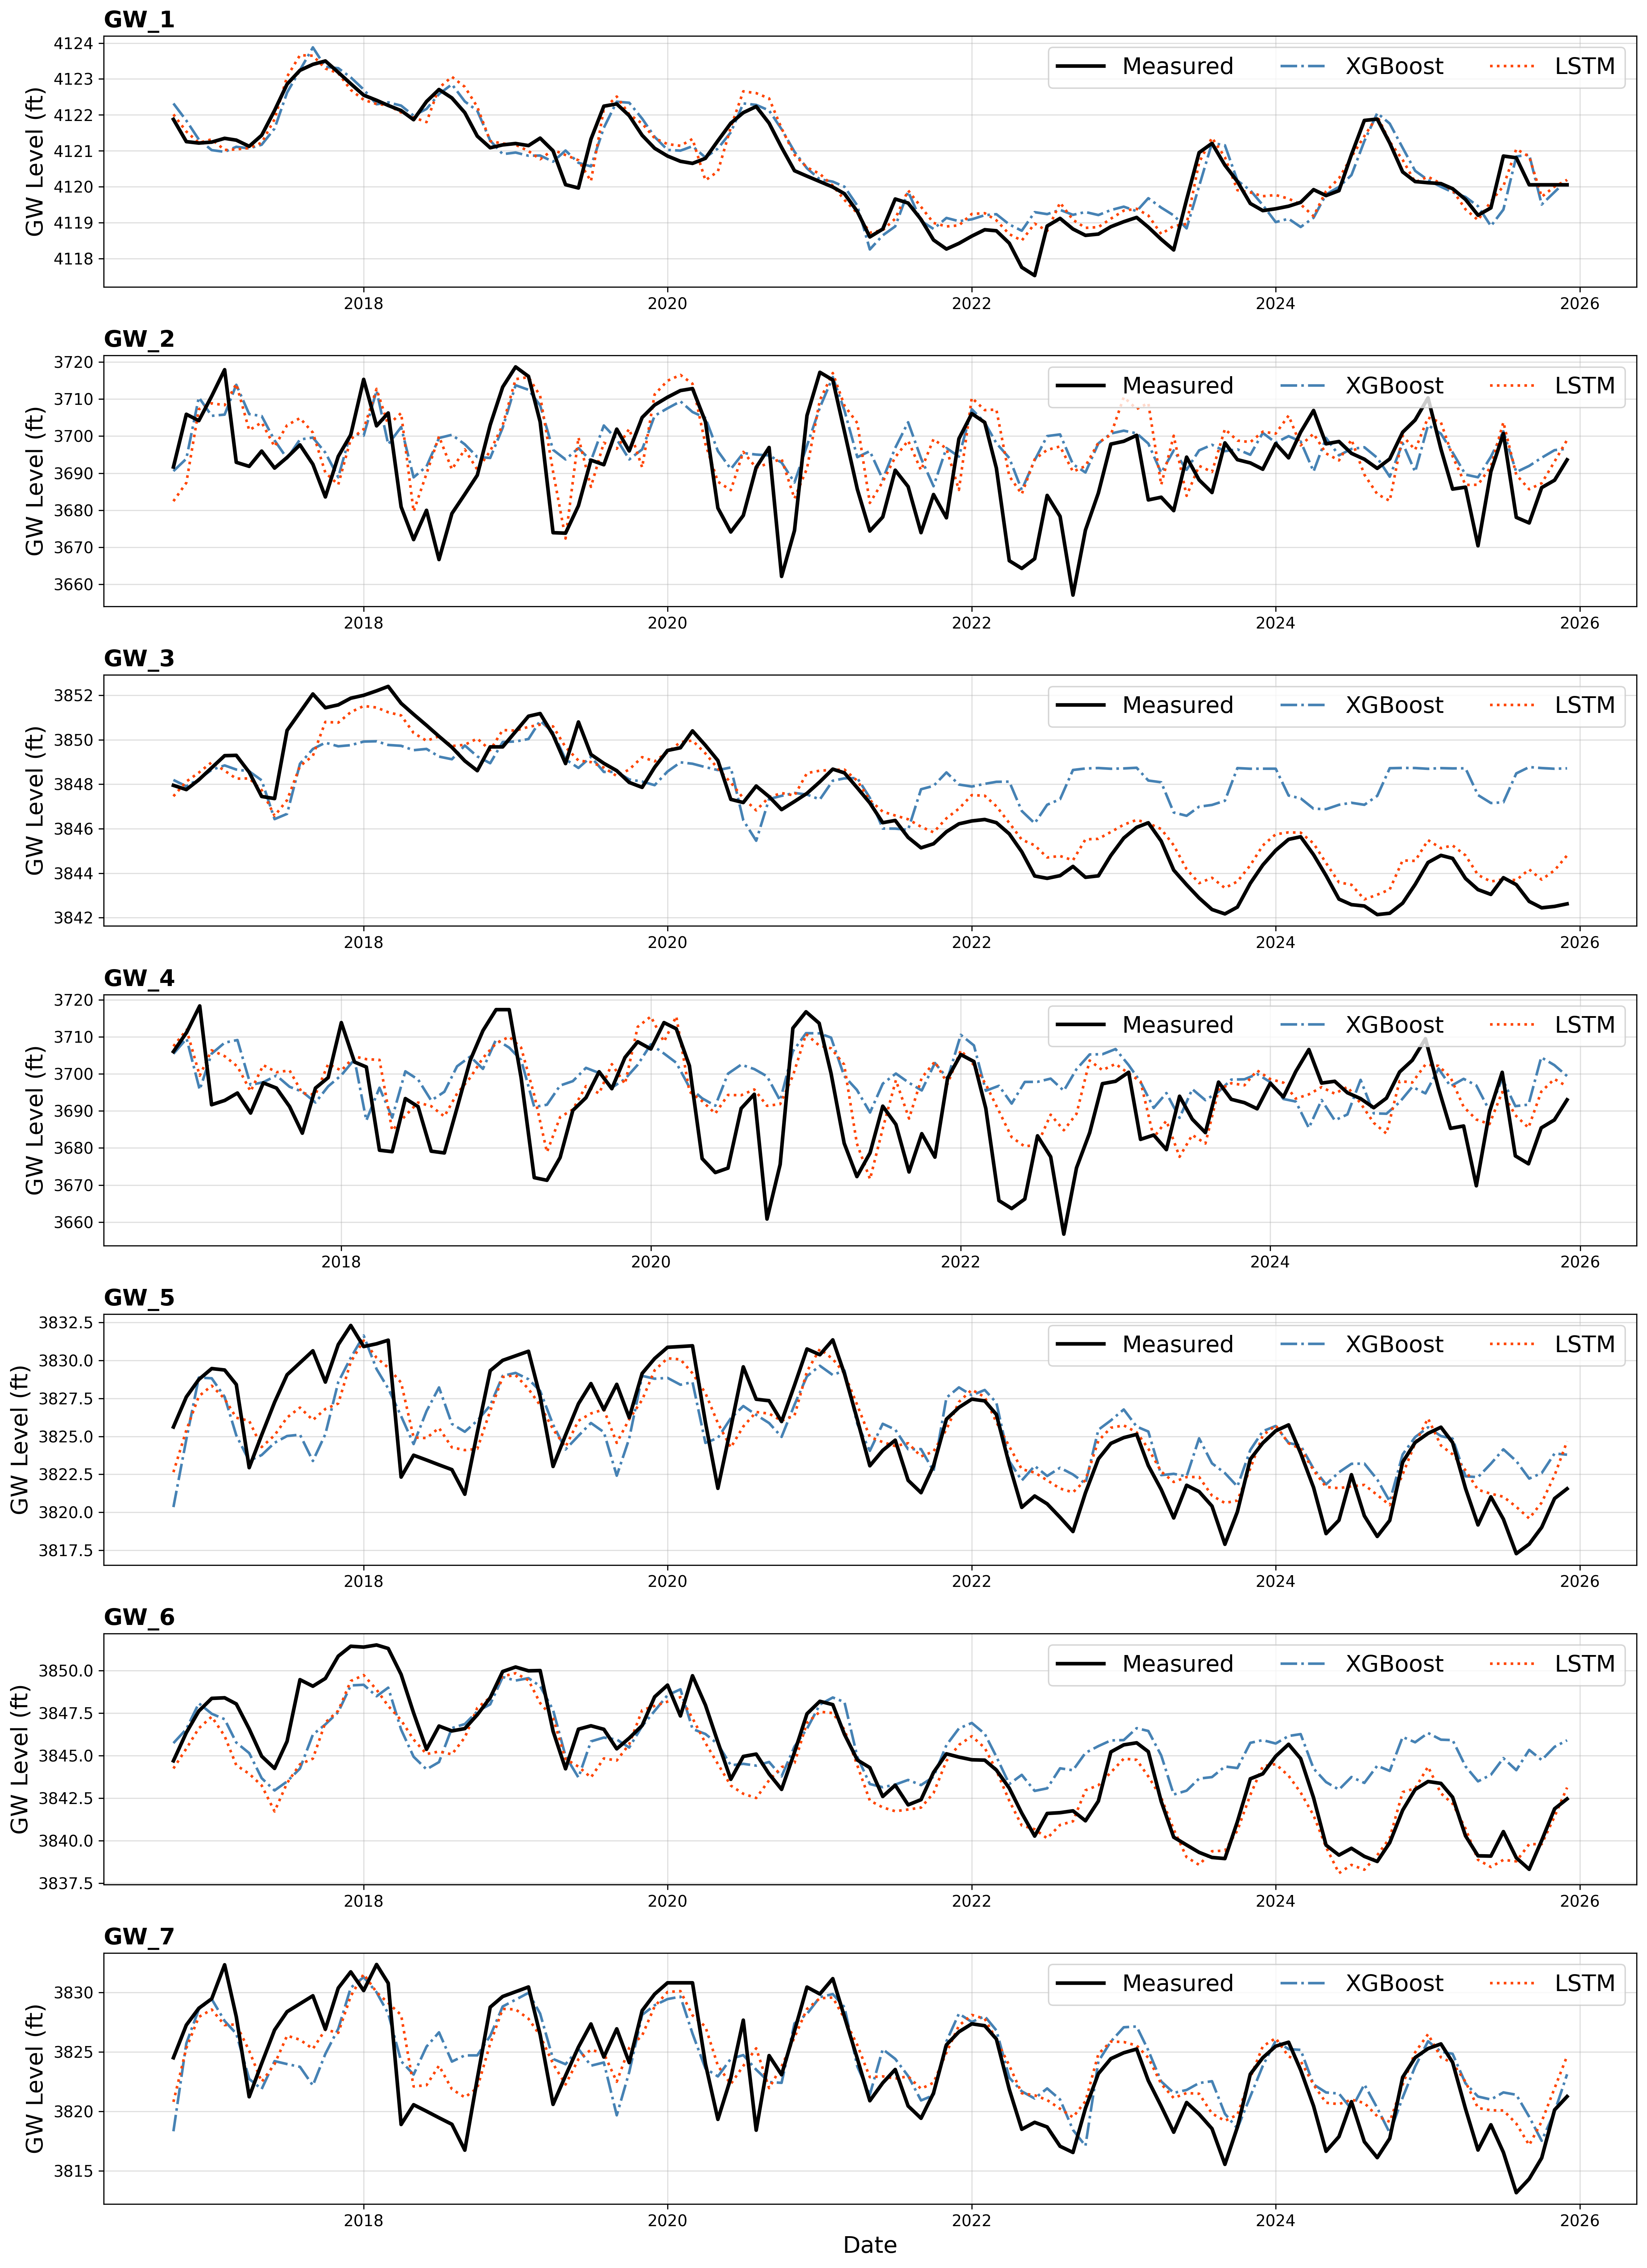 GW_1
GW Level (ft)
4124
4123
4122
4121
4120
4119
4118
Measured XGBoost LSTM
2018 2020 2022 2024 2026
GW_2
GW Level (ft)
3720
3710
3700
3690
3680
3670
3660
Measured XGBoost LSTM
2018 2020 2022 2024 2026
GW_3
GW Level (ft)
3852
3850
3848
3846
3844
3842
Measured XGBoost LSTM
2018 2020 2022 2024 2026
GW_4
GW Level (ft)
3720
3710
3700
3690
3680
3670
3660
Measured XGBoost LSTM
2018 2020 2022 2024 2026
GW_5
GW Level (ft)
3832.5
3830.0
3827.5
3825.0
3822.5
3820.0
3817.5
Measured XGBoost LSTM
2018 2020 2022 2024 2026
GW_6
GW Level (ft)
3850.0
3847.5
3845.0
3842.5
3840.0
3837.5
Measured XGBoost LSTM
2018 2020 2022 2024 2026
GW_7
GW Level (ft)
3830
3825
3820
3815
Measured XGBoost LSTM
2018 2020 2022 2024 2026
Date